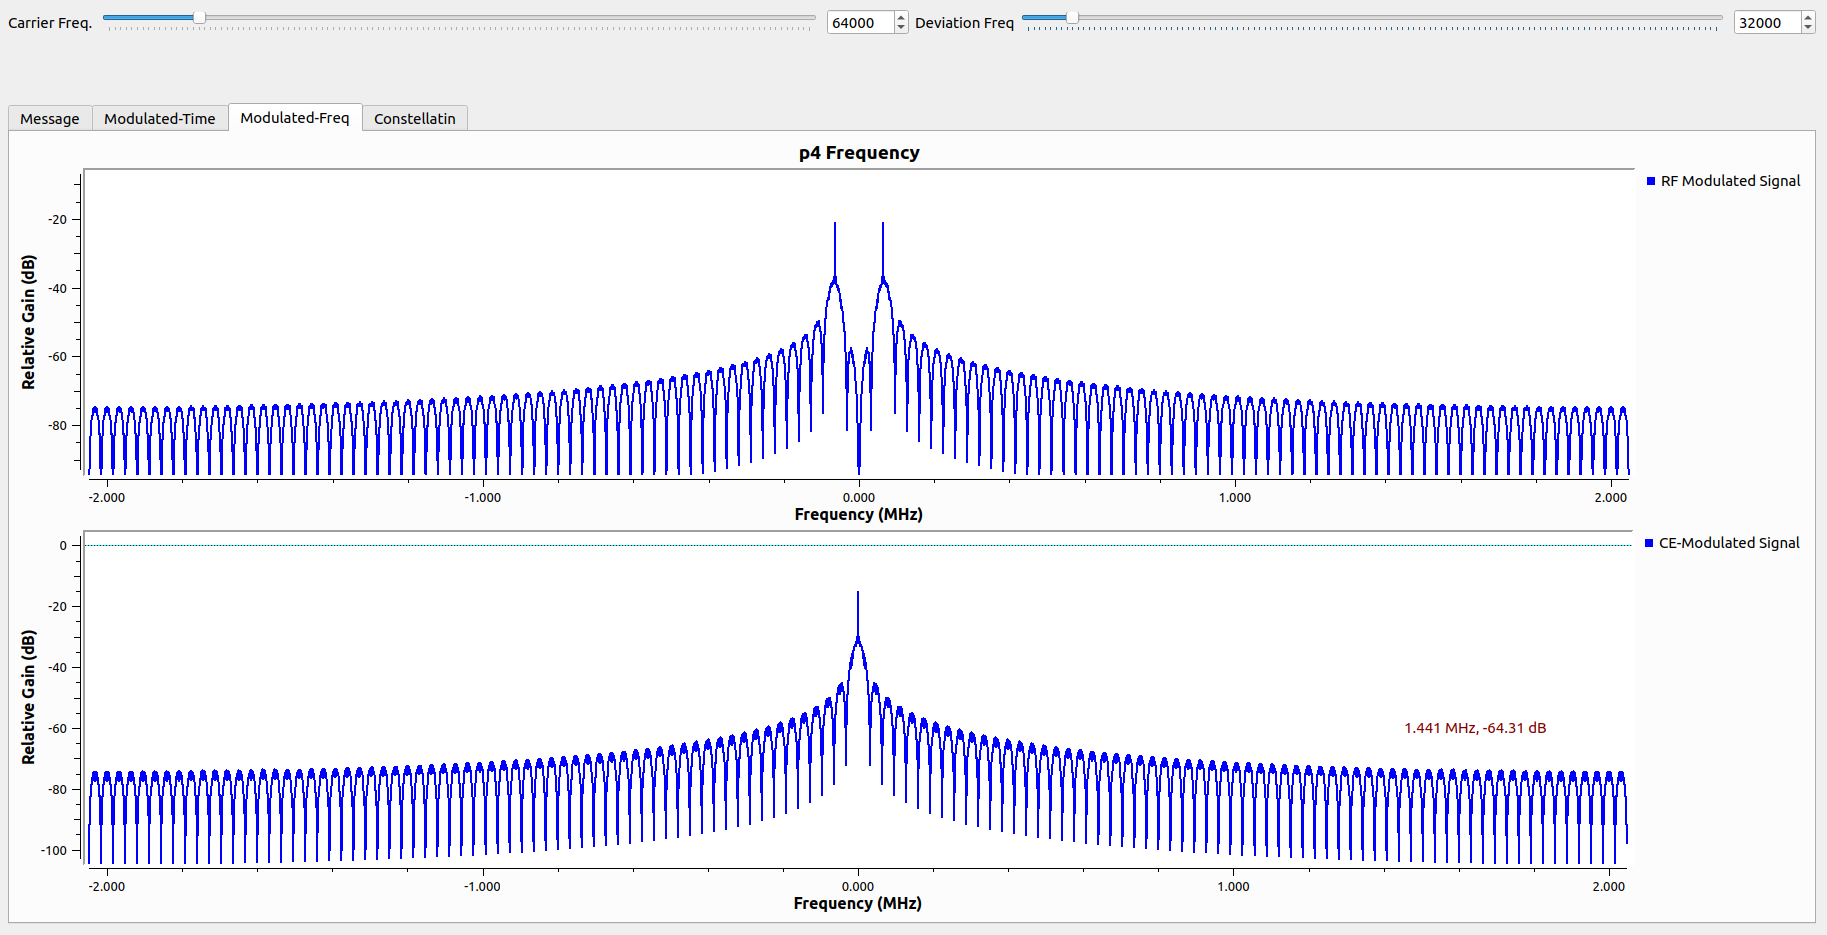 Carrier Freq. 64000 Deviation Freq 32000
Message Modulated-Time Modulated-Freq Constellatin
p4 Frequency
RF Modulated Signal
Relative Gain (dB)
-20
-40
-60
-80
-2.000 -1.000 0.000 1.000 2.000
Frequency (MHz)
CE-Modulated Signal
Relative Gain (dB)
0
-20
-40
-60
-80
-100
1.441 MHz, -64.31 dB
-2.000 -1.000 0.000 1.000 2.000
Frequency (MHz)